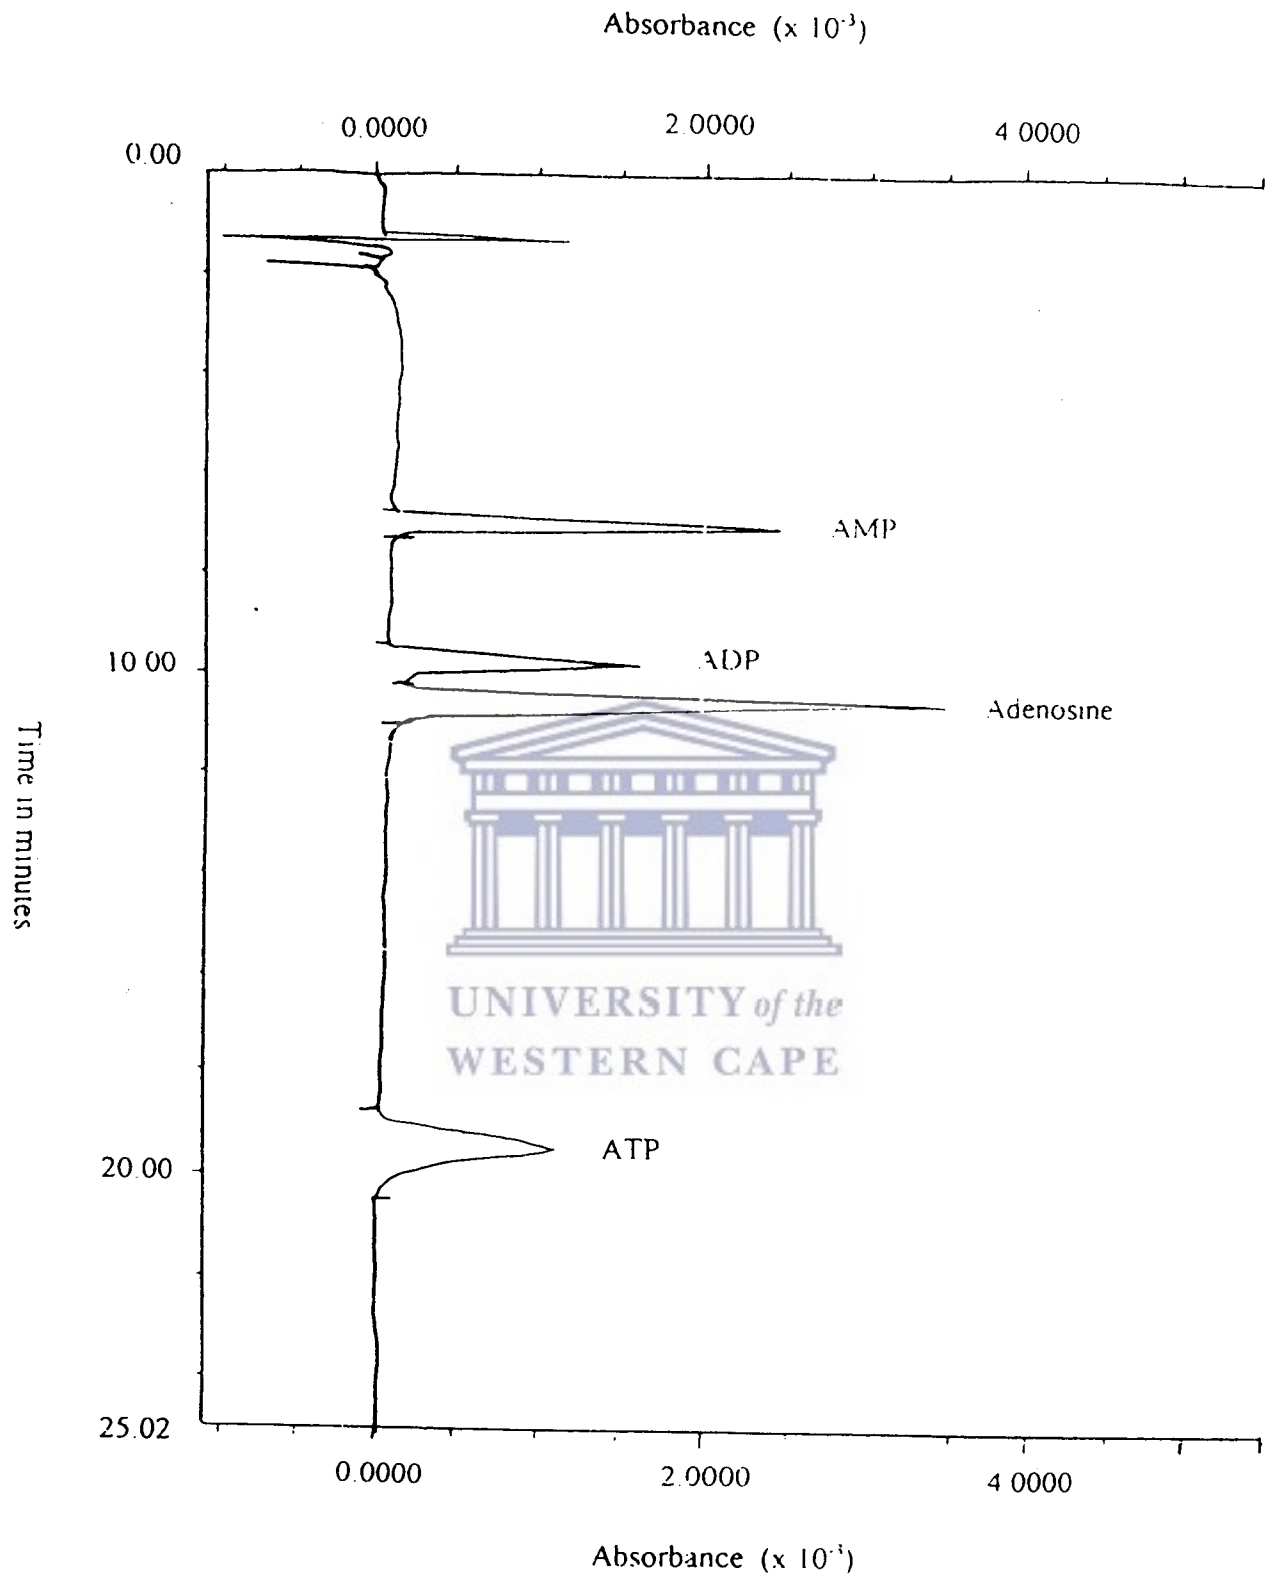 Absorbance (x 10⁻³)
0.0000 2.0000 4.0000
0.00
AMP
10.00
ADP
Adenosine
Time in minutes
UNIVERSITY of the
WESTERN CAPE
ATP
20.00
25.02
0.0000 2.0000 4.0000
Absorbance (x 10⁻³)